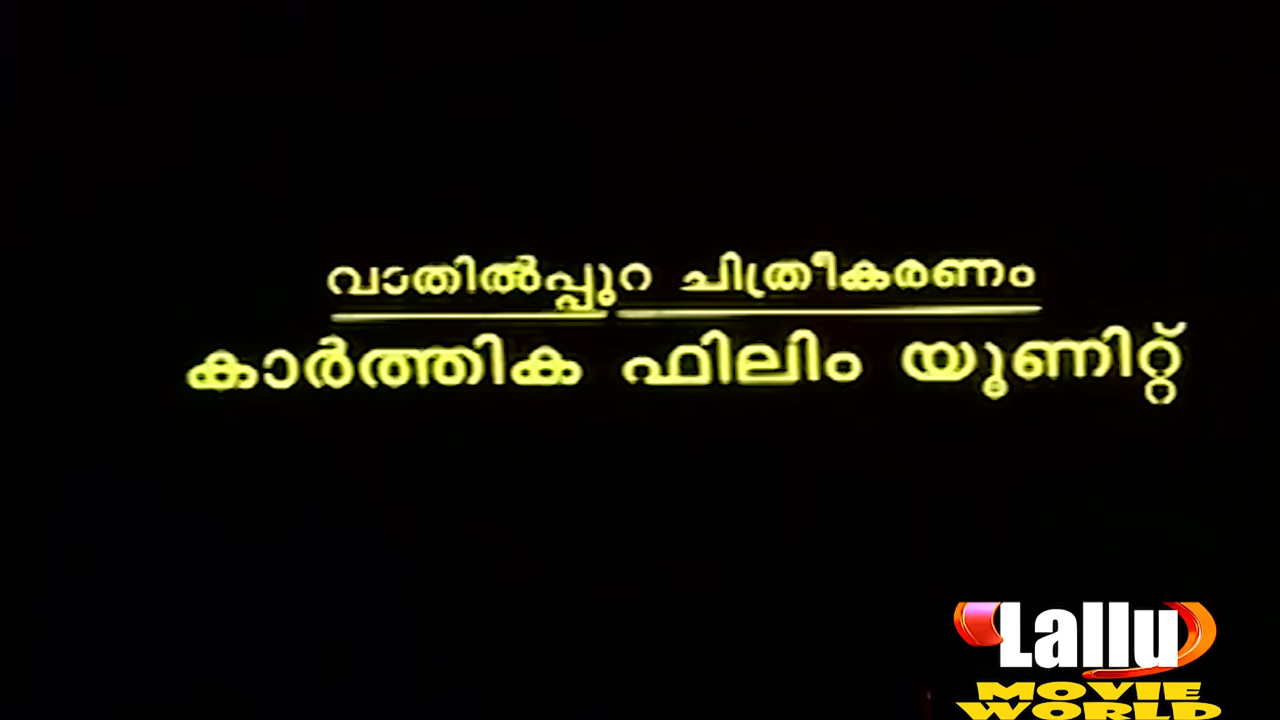 വാതിൽപ്പുറ ചിത്രീകരണം
കാർത്തിക ഫിലിം യൂണിറ്റ്
Lallu
MOVIE
WORLD